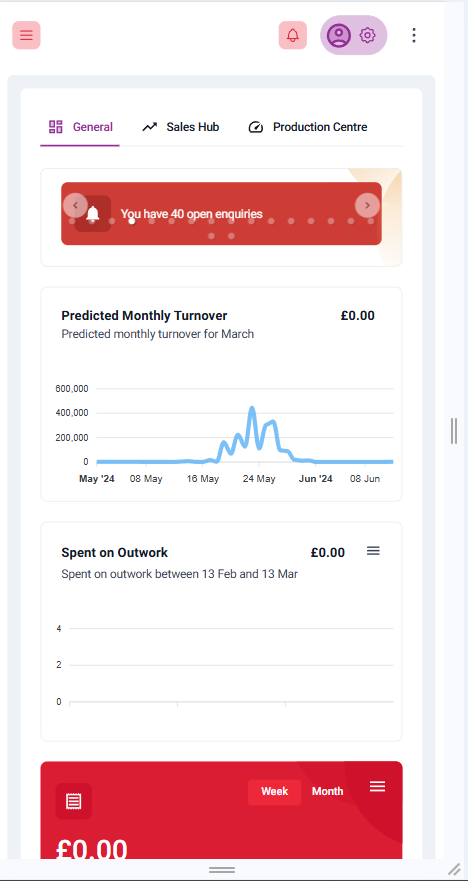 General
Sales Hub
Production Centre
You have 40 open enquiries
Predicted Monthly Turnover
£0.00
Predicted monthly turnover for March
600,000
400,000
200,000
0
May '24
08 May
16 May
24 May
Jun '24
08 Jun
Spent on Outwork
£0.00
Spent on outwork between 13 Feb and 13 Mar
4
2
0
Week
Month
£0.00